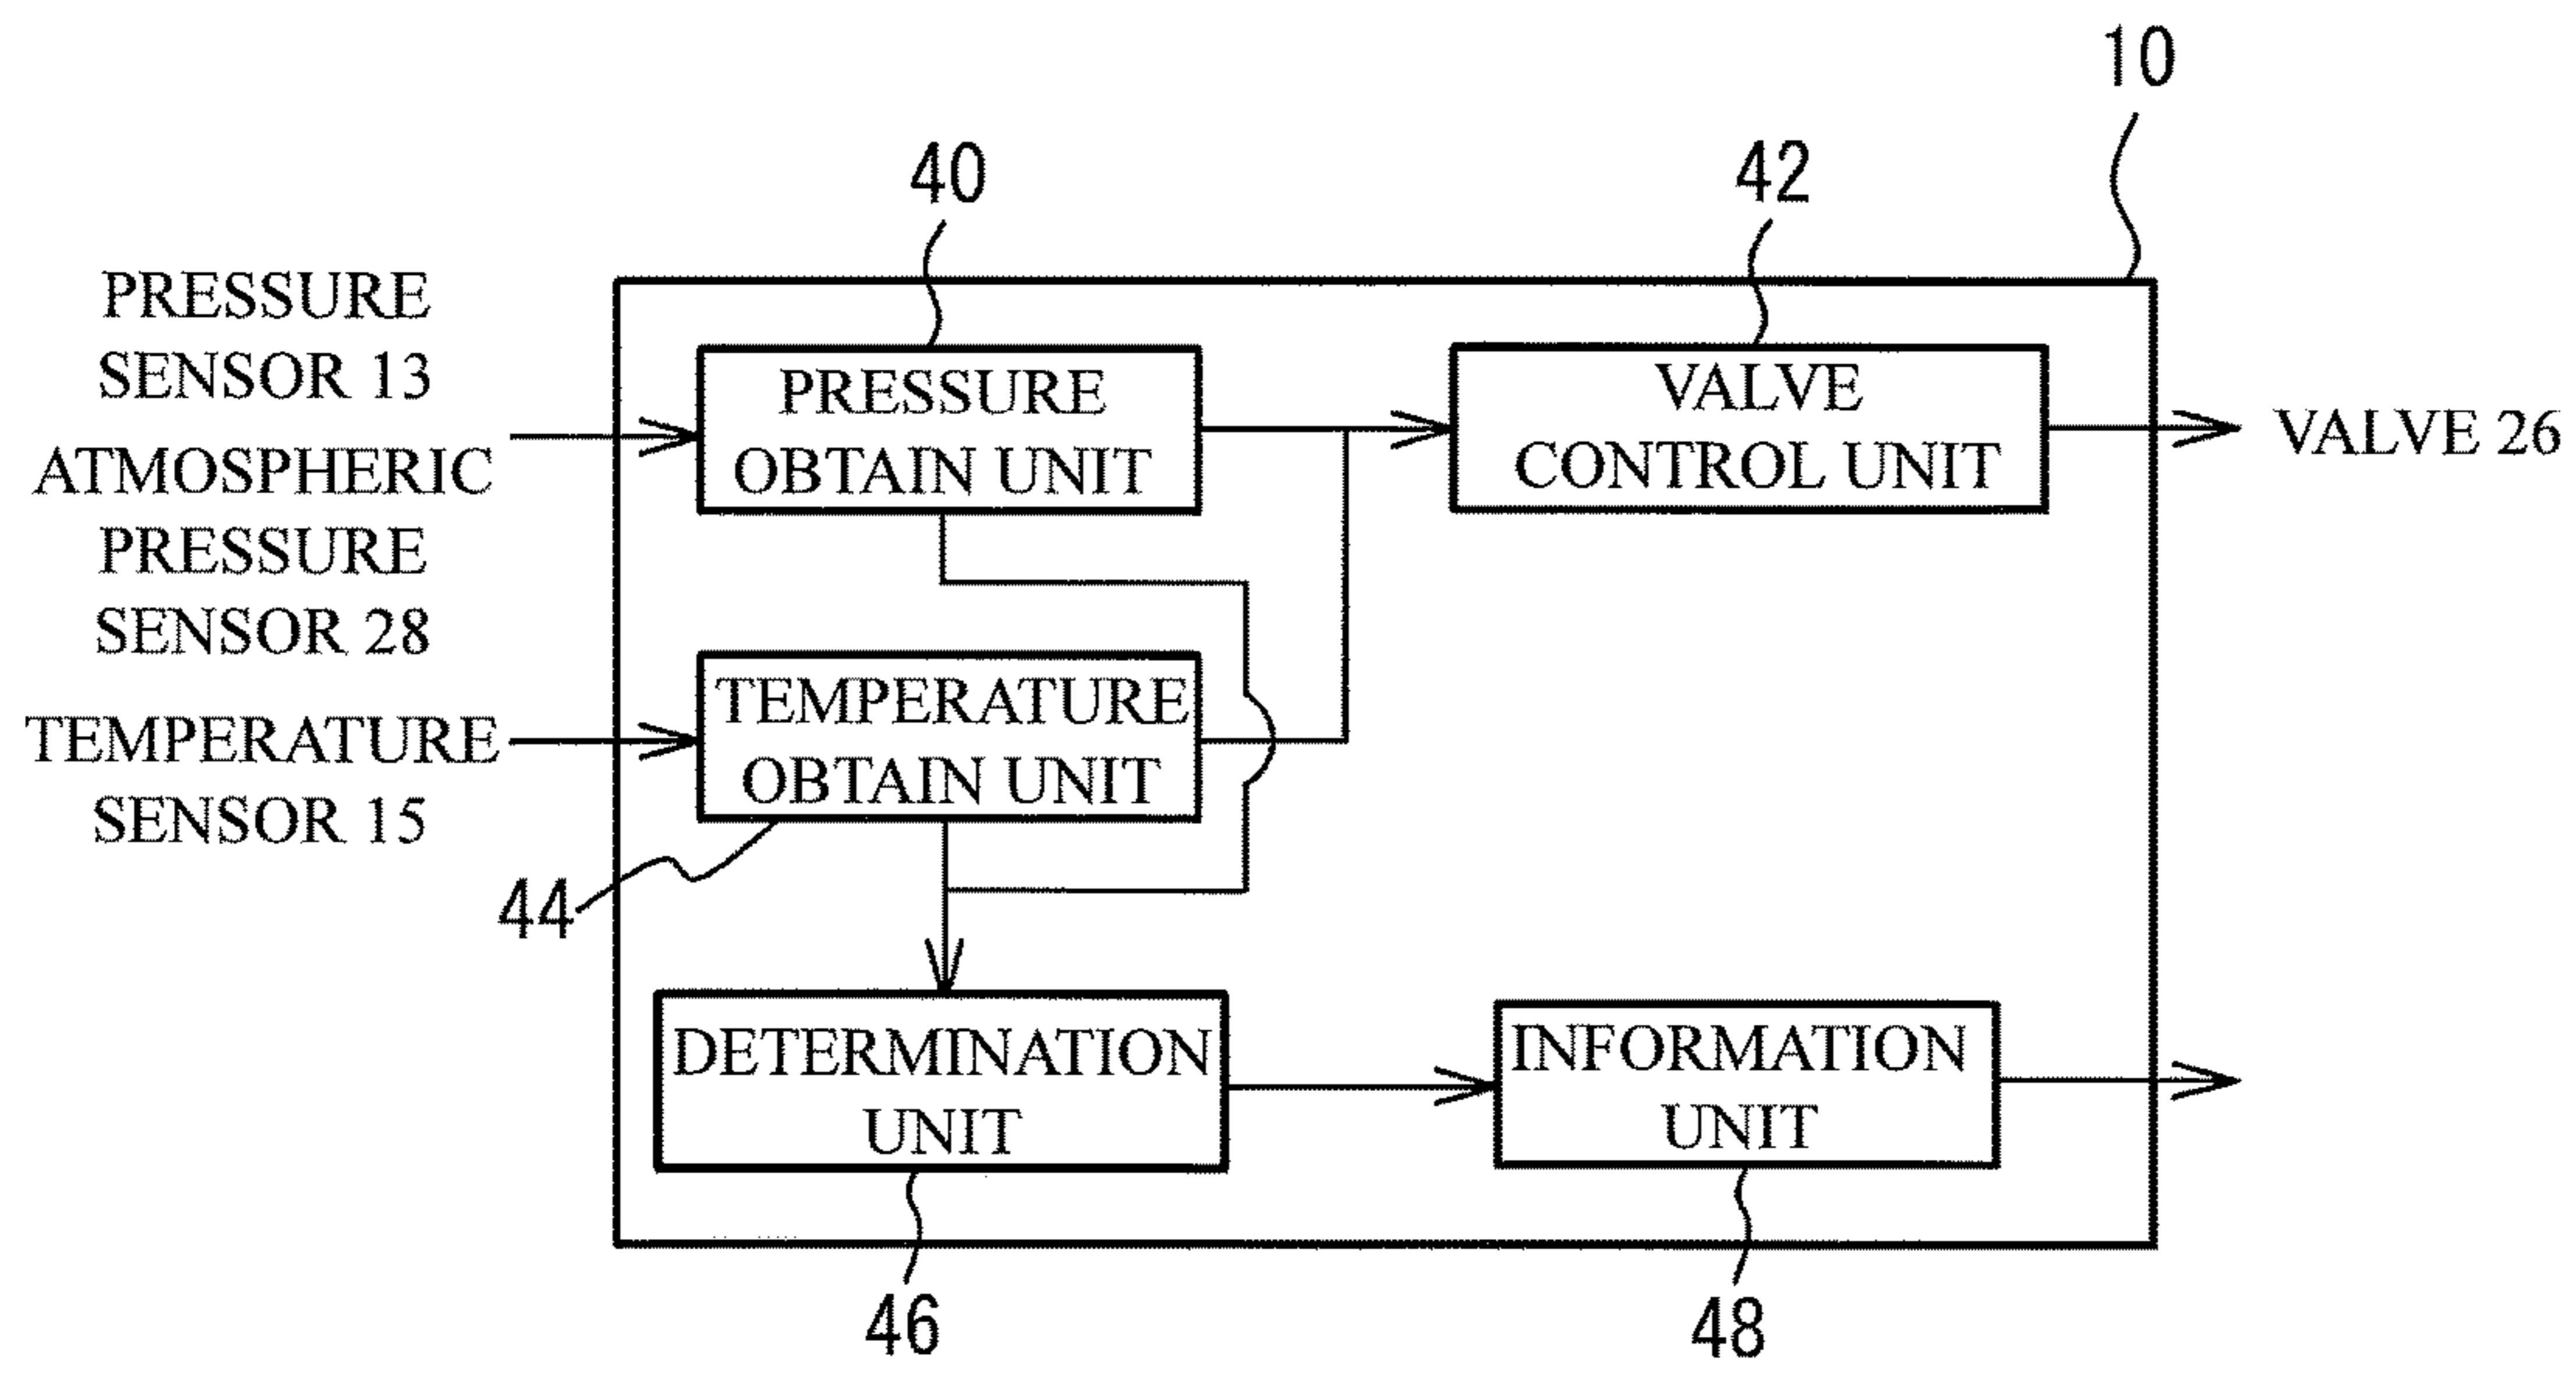 10
40
42
PRESSURE
SENSOR 13
ATMOSPHERIC
PRESSURE
SENSOR 28
TEMPERATURE
SENSOR 15
PRESSURE
OBTAIN UNIT
VALVE
CONTROL UNIT
VALVE 26
TEMPERATURE
OBTAIN UNIT
44
DETERMINATION
UNIT
INFORMATION
UNIT
46
48